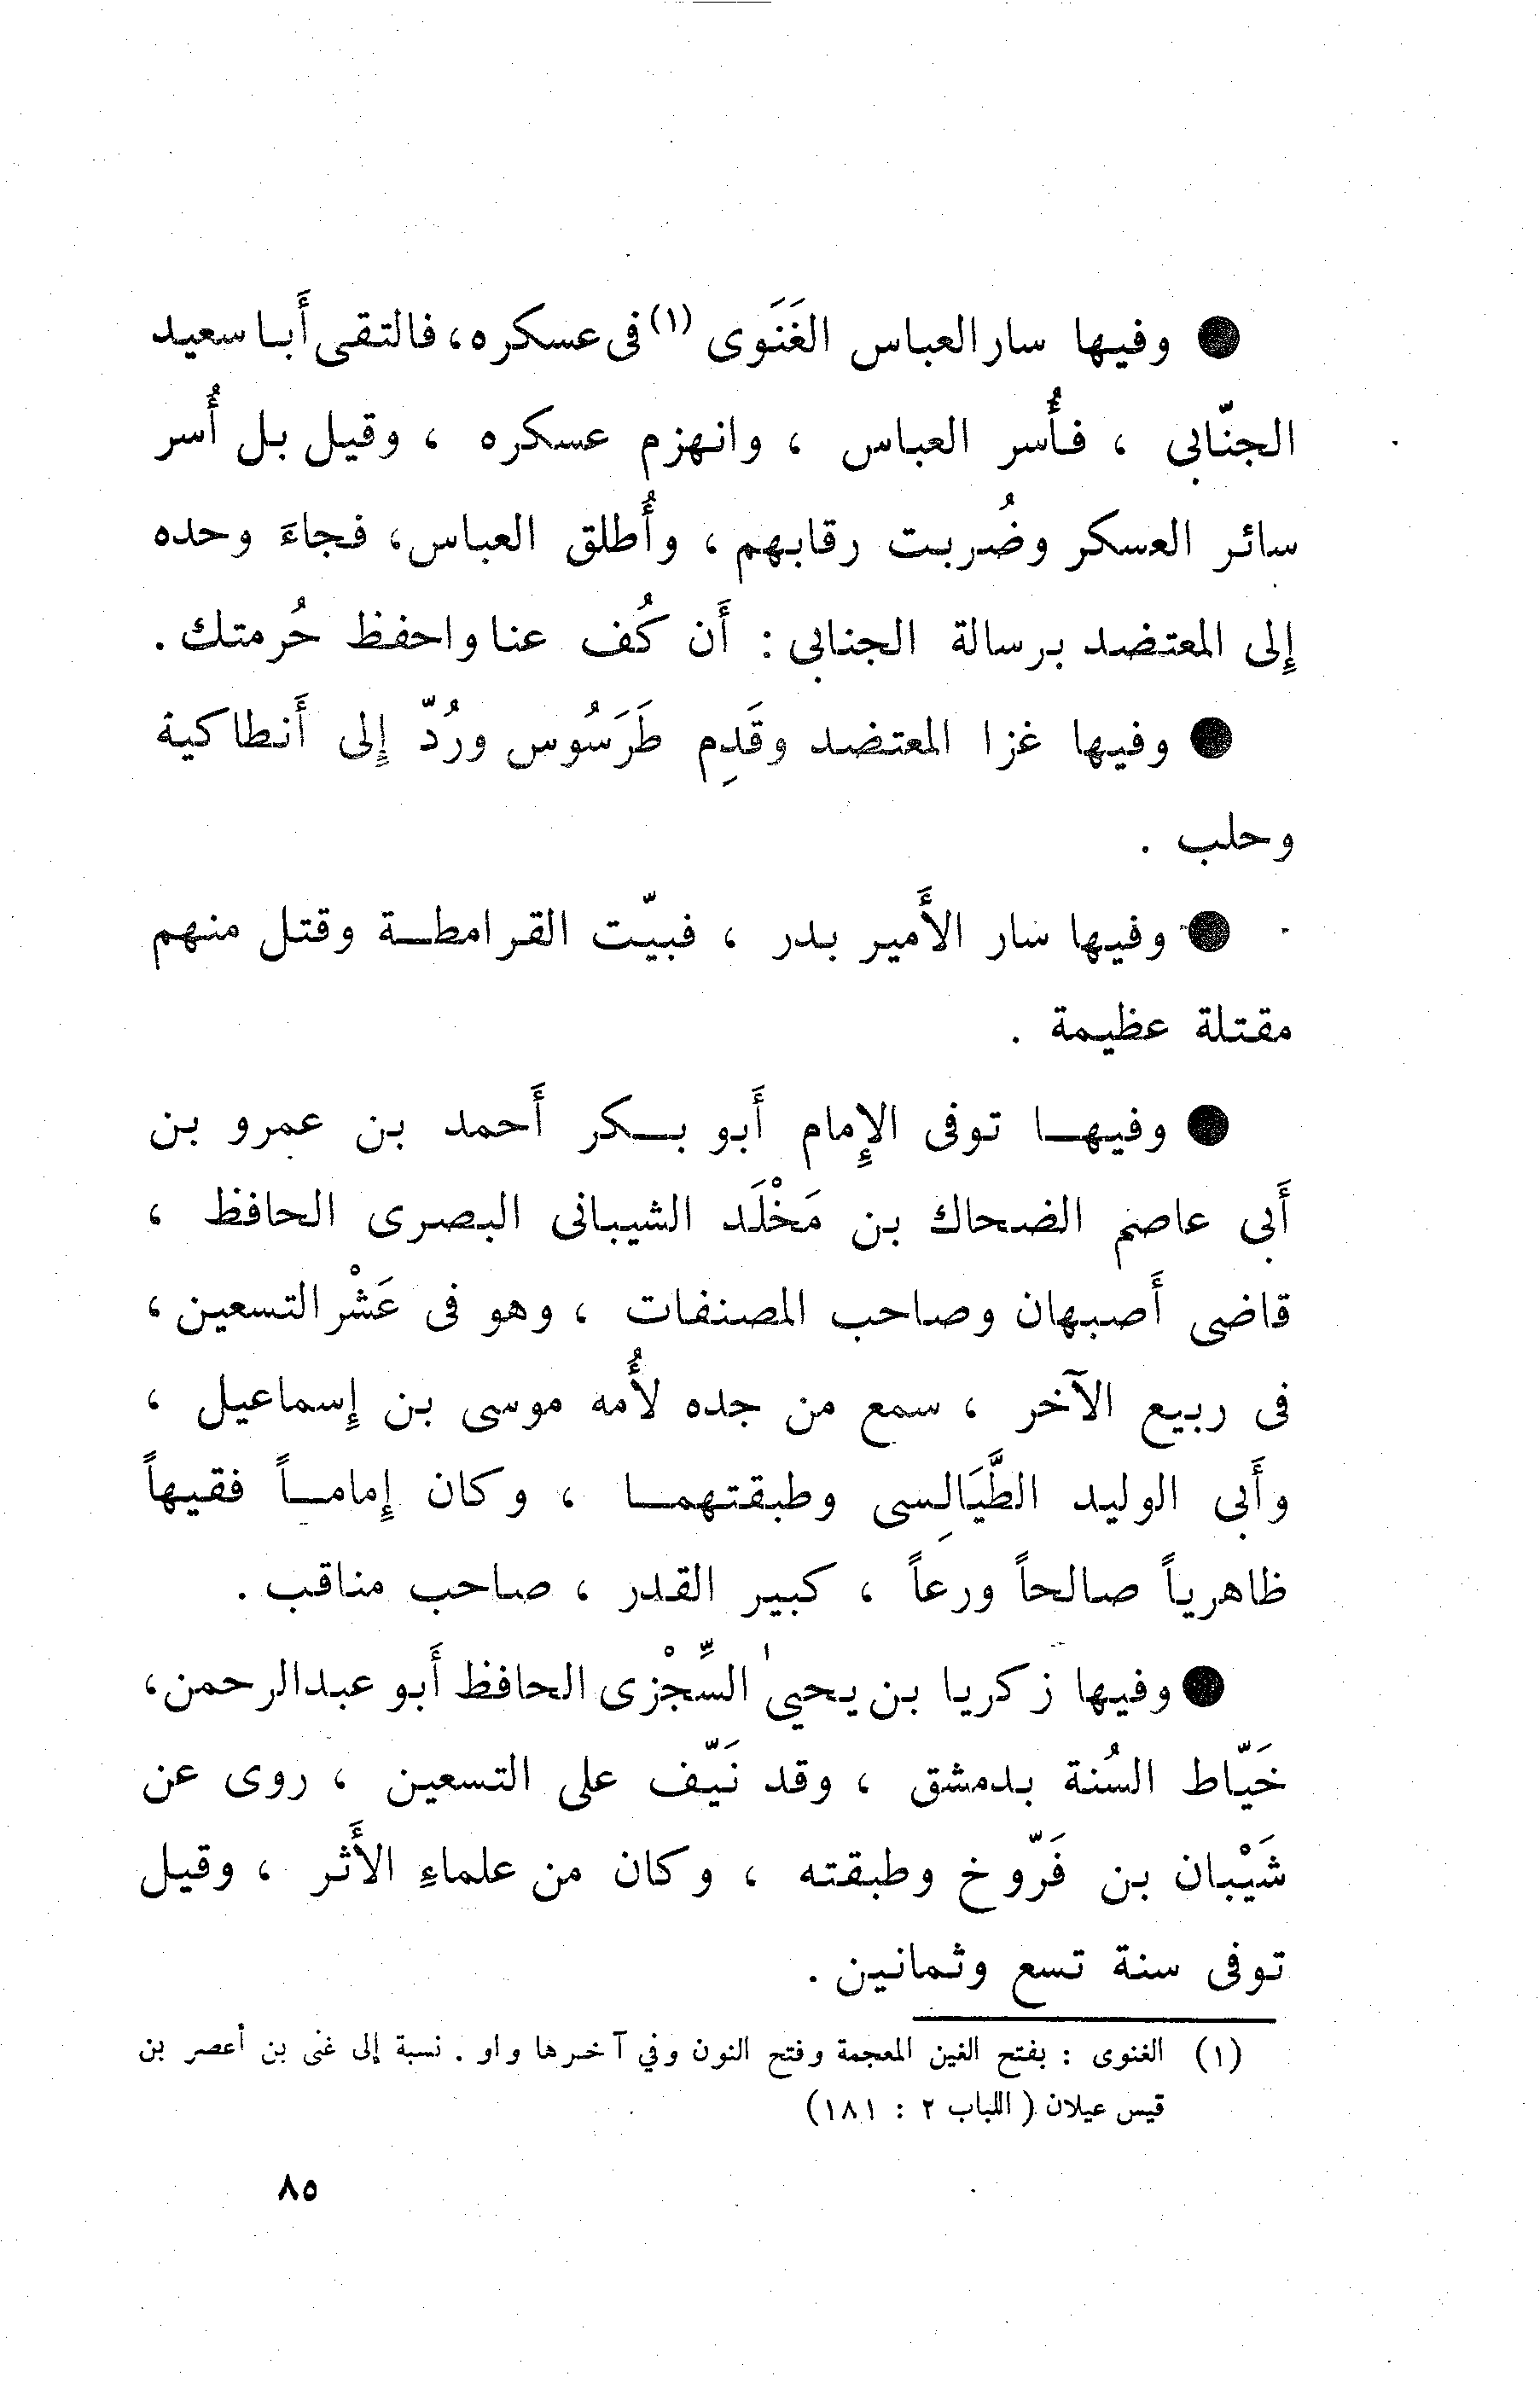 ● وفيها سار العباس الغَنَوى (١) فى عسكره، فالتقى أَبا سعيد
الجنّابى ، فأُسر العباس ، وانهزم عسكره ، وقيل بل أُسر
سائر العسكر وضُربت رقابهم ، وأُطلق العباس، فجاءَ وحده
إِلى المعتضد برسالة الجنابى : أَن كُف عنا واحفظ حُرمتك .
● وفيها غزا المعتضد وقَدِم طَرَسُوس ورُدّ إِلى أَنطاكية
وحلب .
● وفيها سار الأَمير بدر ، فبيّت القرامطة وقتل منهم
مقتلة عظيمة .
● وفيها توفى الإِمام أَبو بكر أَحمد بن عمرو بن
أَبى عاصم الضحاك بن مَخْلَد الشيبانى البصرى الحافظ ،
قاضى أَصبهان وصاحب المصنفات ، وهو فى عَشْر التسعين ،
فى ربيع الآخر ، سمع من جده لأُمه موسى بن إِسماعيل ،
وأَبى الوليد الطَّيَالِسى وطبقتهما ، وكان إِماماً فقيهاً
ظاهرياً صالحاً ورعاً ، كبير القدر ، صاحب مناقب .
● وفيها زكريا بن يحيىٰ السِّجْزى الحافظ أَبو عبدالرحمن،
خَيّاط السُنة بدمشق ، وقد نَيّف على التسعين ، روى عن
شَيْبان بن فَرّوخ وطبقته ، وكان من علماءِ الأَثر ، وقيل
توفى سنة تسع وثمانين .
(١) الغنوى : بفتح الغين المعجمة وفتح النون وفي آخرها واو . نسبة إلى غنى بن أعصر بن
قيس عيلان ( اللباب ٢ : ١٨١)
٨٥